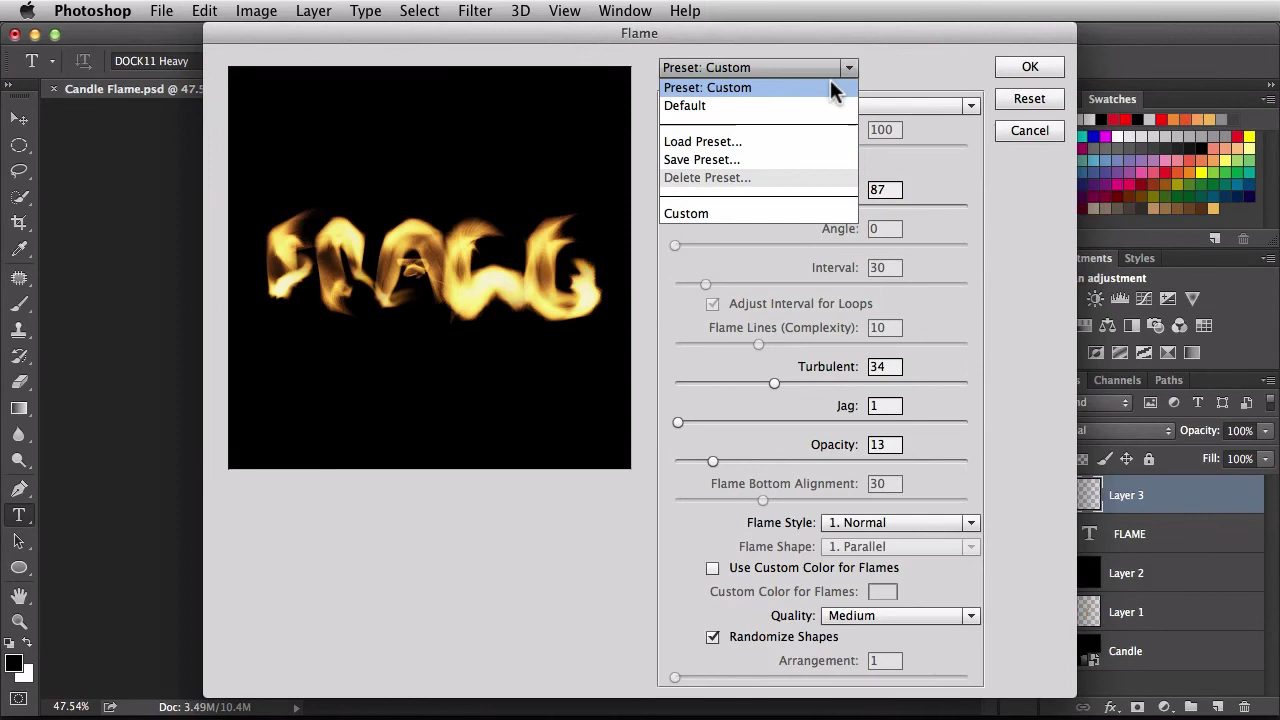 Photoshop File Edit Image Layer Type Select Filter 3D View Window Help
Flame
T T DOCK11 Heavy
× Candle Flame.psd @ 47.5
Preset: Custom
Preset: Custom
Default
Load Preset...
Save Preset...
Delete Preset...
Custom
100
87
Angle: 0
Interval: 30
Adjust Interval for Loops
Flame Lines (Complexity): 10
Turbulent: 34
Jag: 1
Opacity: 13
Flame Bottom Alignment: 30
Flame Style: 1. Normal
Flame Shape: 1. Parallel
Use Custom Color for Flames
Custom Color for Flames:
Quality: Medium
Randomize Shapes
Arrangement: 1
OK
Reset
Cancel
FLAME
Swatches
ments Styles
n adjustment
s Channels Paths
nd
al Opacity: 100%
Fill: 100%
Layer 3
T FLAME
Layer 2
Layer 1
Candle
fx
47.54% Doc: 3.49M/10.4M